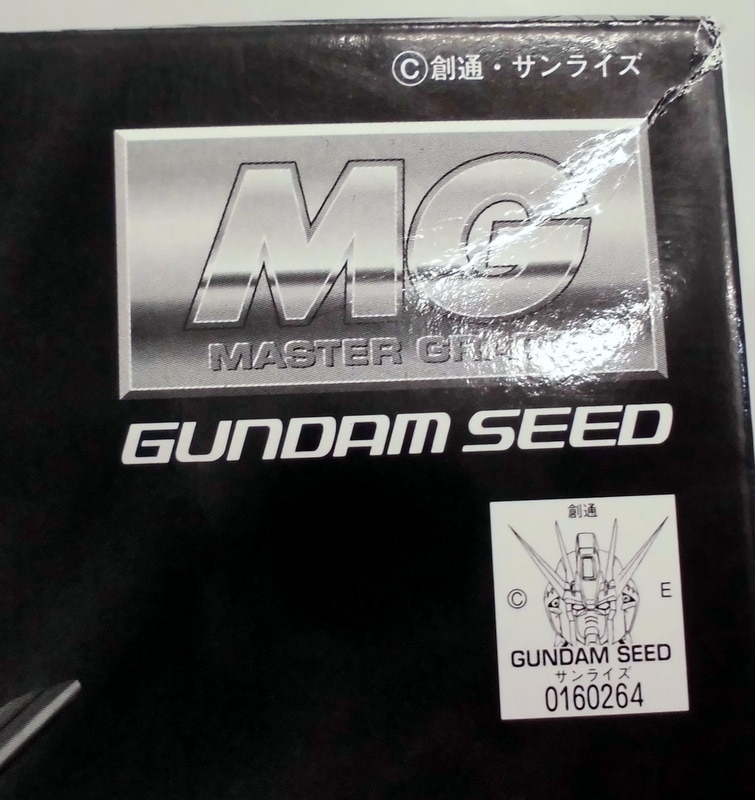 ©創通・サンライズ
MG
MASTER
GUNDAM SEED
創通
© E
GUNDAM SEED
サンライズ
0160264